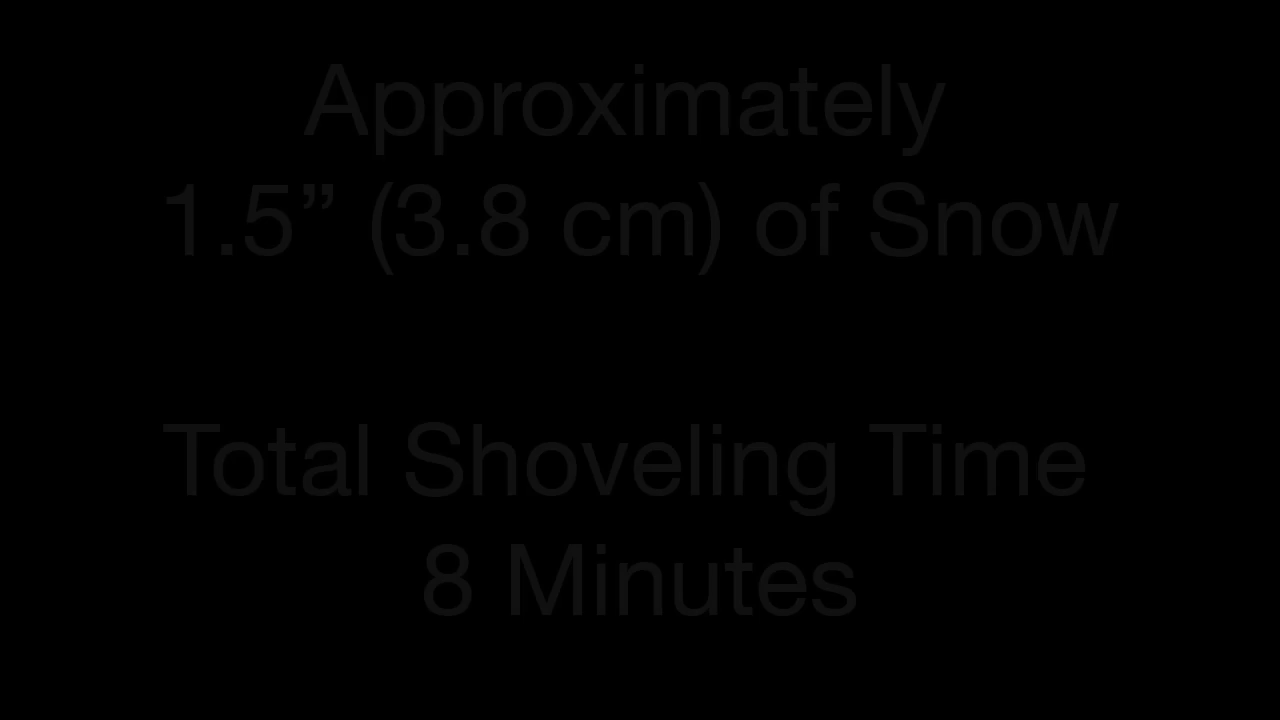 Approximately
1.5” (3.8 cm) of Snow
Total Shoveling Time
8 Minutes